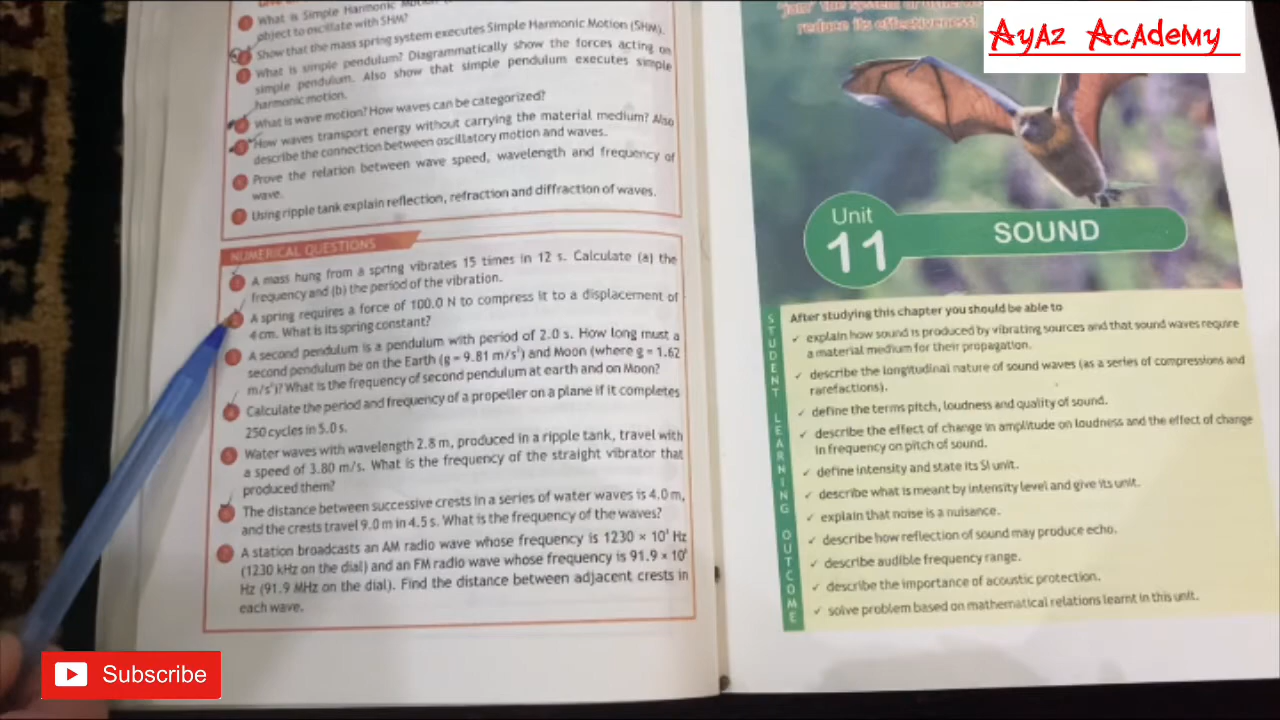 What is Simple Harmonic
object to oscillate with SHM?
Show that the mass spring system executes Simple Harmonic Motion (SHM).
What is simple pendulum? Diagrammatically show the forces acting on
simple pendulum. Also show that simple pendulum executes simple
harmonic motion.
What is wave motion? How waves can be categorized?
How waves transport energy without carrying the material medium? Also
describe the connection between oscillatory motion and waves.
Prove the relation between wave speed, wavelength and frequency of
wave.
7 Using ripple tank explain reflection, refraction and diffraction of waves.
NUMERICAL QUESTIONS
1 A mass hung from a spring vibrates 15 times in 12 s. Calculate (a) the
frequency and (b) the period of the vibration.
A spring requires a force of 100.0 N to compress it to a displacement of
4 cm. What is its spring constant?
3 A second pendulum is a pendulum with period of 2.0 s. How long must a
second pendulum be on the Earth (g = 9.81 m/s²) and Moon (where g = 1.62
m/s²)? What is the frequency of second pendulum at earth and on Moon?
4 Calculate the period and frequency of a propeller on a plane if it completes
250 cycles in 5.0 s.
5 Water waves with wavelength 2.8 m, produced in a ripple tank, travel with
a speed of 3.80 m/s. What is the frequency of the straight vibrator that
produced them?
The distance between successive crests in a series of water waves is 4.0 m,
and the crests travel 9.0 m in 4.5 s. What is the frequency of the waves?
7 A station broadcasts an AM radio wave whose frequency is 1230 × 10³ Hz
(1230 kHz on the dial) and an FM radio wave whose frequency is 91.9 × 10⁶
Hz (91.9 MHz on the dial). Find the distance between adjacent crests in
each wave.
Subscribe
"join" the system
reduce its effectiveness!
AyAz AcAdemy
Unit
11
SOUND
STUDENT LEARNING OUTCOME
After studying this chapter you should be able to
✓ explain how sound is produced by vibrating sources and that sound waves require
a material medium for their propagation.
✓ describe the longitudinal nature of sound waves (as a series of compressions and
rarefactions).
✓ define the terms pitch, loudness and quality of sound.
✓ describe the effect of change in amplitude on loudness and the effect of change
in frequency on pitch of sound.
✓ define intensity and state its SI unit.
✓ describe what is meant by intensity level and give its unit.
✓ explain that noise is a nuisance.
✓ describe how reflection of sound may produce echo.
✓ describe audible frequency range.
✓ describe the importance of acoustic protection.
✓ solve problem based on mathematical relations learnt in this unit.